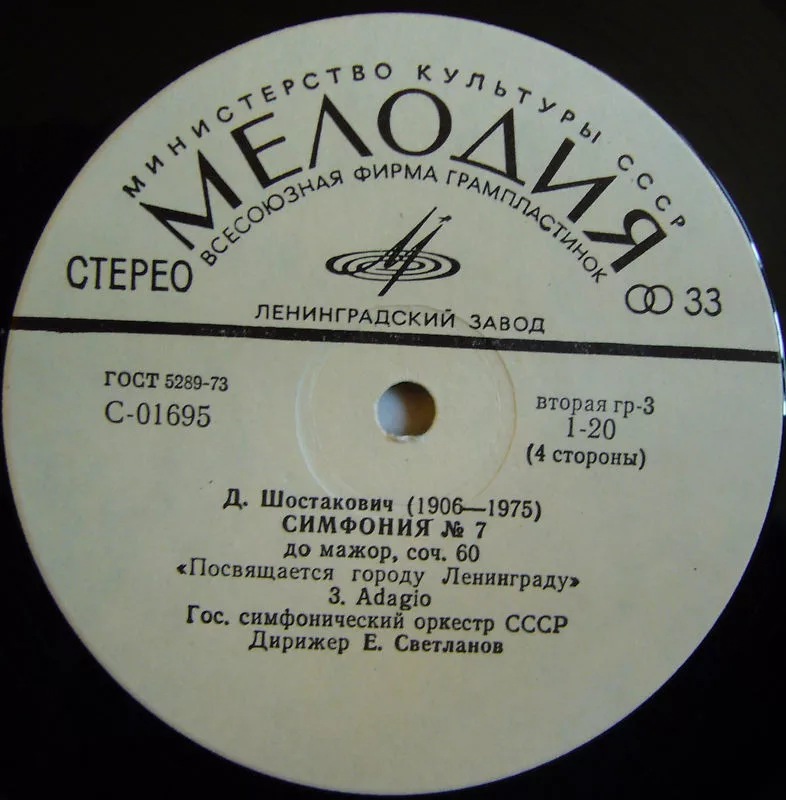 МИНИСТЕРСТВО КУЛЬТУРЫ СССР
МЕЛОДИЯ
ВСЕСОЮЗНАЯ ФИРМА ГРАМПЛАСТИНОК
СТЕРЕО
33
ЛЕНИНГРАДСКИЙ ЗАВОД
ГОСТ 5289-73
С-01695
вторая гр-3
1-20
(4 стороны)
Д. Шостакович (1906—1975)
СИМФОНИЯ № 7
до мажор, соч. 60
«Посвящается городу Ленинграду»
3. Adagio
Гос. симфонический оркестр СССР
Дирижер Е. Светланов